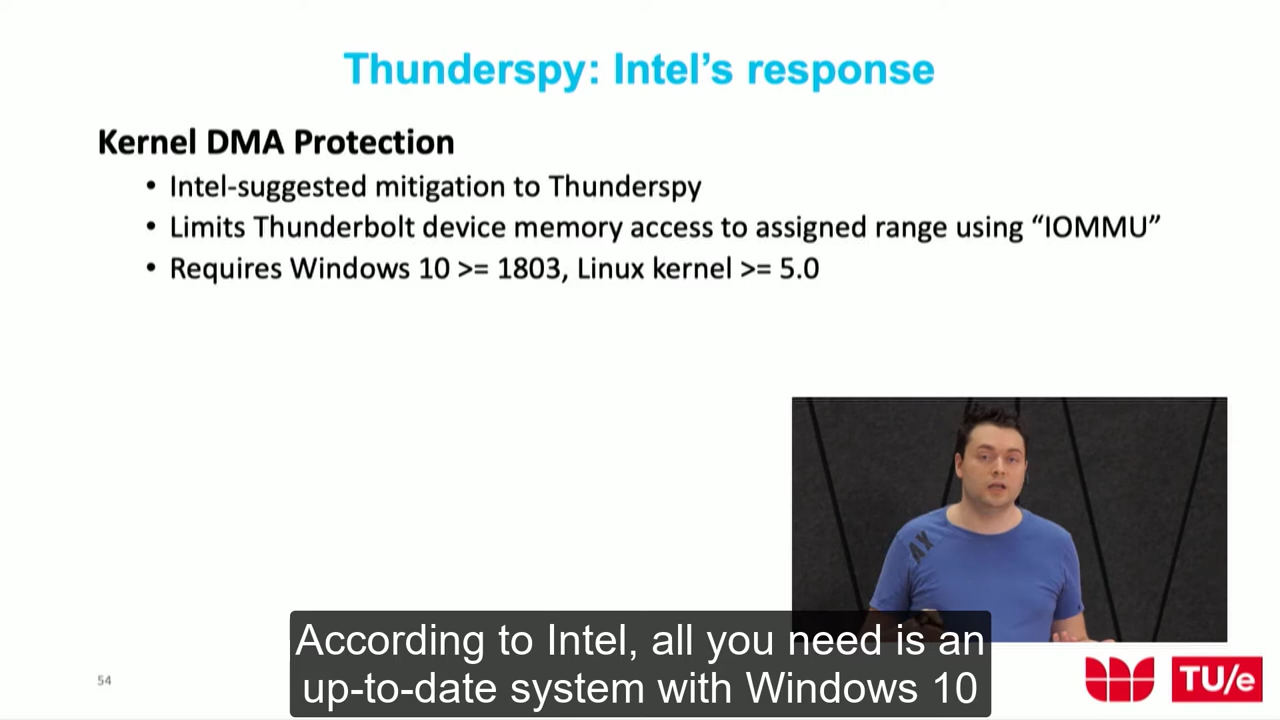 Thunderspy: Intel's response
Kernel DMA Protection
• Intel-suggested mitigation to Thunderspy
• Limits Thunderbolt device memory access to assigned range using “IOMMU”
• Requires Windows 10 >= 1803, Linux kernel >= 5.0
AX
According to Intel, all you need is an
up-to-date system with Windows 10
54
TU/e